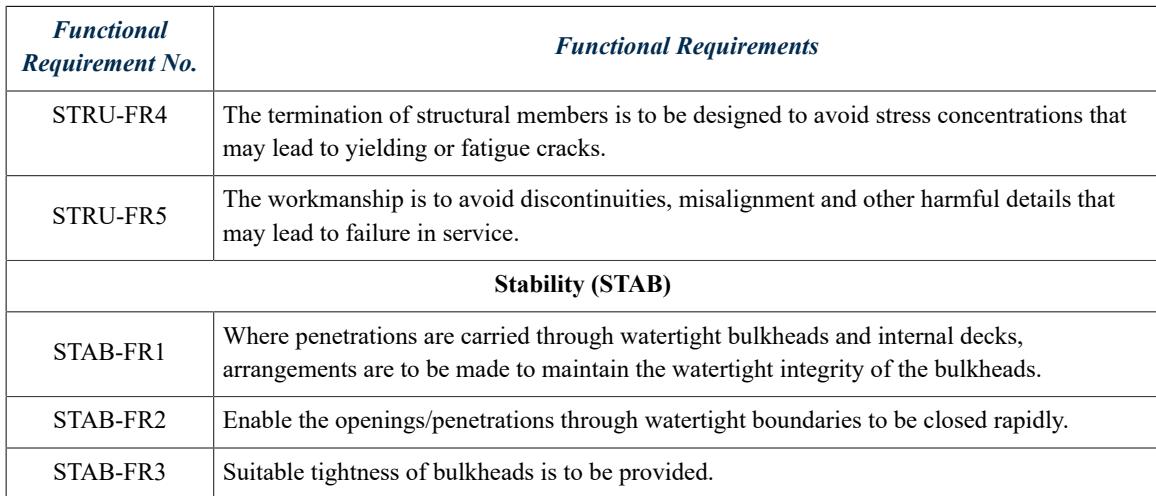 Functional
Requirement No.
Functional Requirements
STRU-FR4
The termination of structural members is to be designed to avoid stress concentrations that
may lead to yielding or fatigue cracks.
STRU-FR5
The workmanship is to avoid discontinuities, misalignment and other harmful details that
may lead to failure in service.
Stability (STAB)
STAB-FR1
Where penetrations are carried through watertight bulkheads and internal decks,
arrangements are to be made to maintain the watertight integrity of the bulkheads.
STAB-FR2
Enable the openings/penetrations through watertight boundaries to be closed rapidly.
STAB-FR3
Suitable tightness of bulkheads is to be provided.